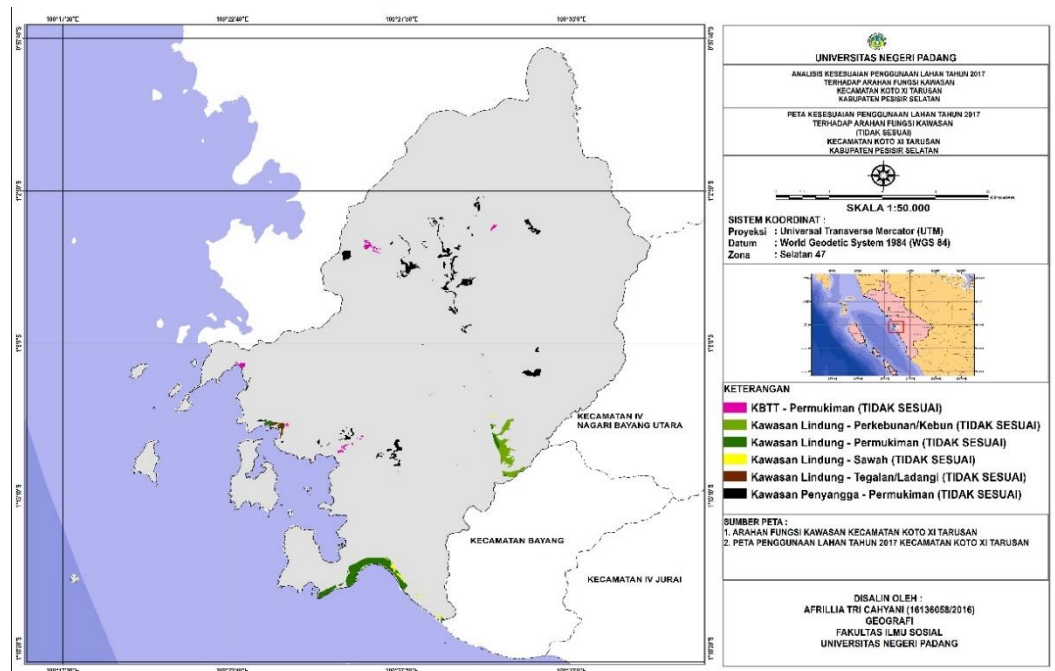 UNIVERSITAS NEGERI PADANG
ANALISIS KESESUAIAN PENGGUNAAN LAHAN TAHUN 2017
TERHADAP ARAHAN FUNGSI KAWASAN
KECAMATAN KOTO XI TARUSAN
KABUPATEN PESISIR SELATAN
PETA KESESUAIAN PENGGUNAAN LAHAN TAHUN 2017
TERHADAP ARAHAN FUNGSI KAWASAN
(TIDAK SESUAI)
KECAMATAN KOTO XI TARUSAN
KABUPATEN PESISIR SELATAN
SKALA 1:50.000
SISTEM KOORDINAT :
Proyeksi : Universal Transverse Mercator (UTM)
Datum : World Geodetic System 1984 (WGS 84)
Zona : Selatan 47
KETERANGAN
KBTT - Permukiman (TIDAK SESUAI)
Kawasan Lindung - Perkebunan/Kebun (TIDAK SESUAI)
Kawasan Lindung - Permukiman (TIDAK SESUAI)
Kawasan Lindung - Sawah (TIDAK SESUAI)
Kawasan Lindung - Tegalan/Ladangl (TIDAK SESUAI)
Kawasan Penyangga - Permukiman (TIDAK SESUAI)
SUMBER PETA :
1. ARAHAN FUNGSI KAWASAN KECAMATAN KOTO XI TARUSAN
2. PETA PENGGUNAAN LAHAN TAHUN 2017 KECAMATAN KOTO XI TARUSAN
DISALIN OLEH :
AFRILLIA TRI CAHYANI (16136058/2016)
GEOGRAFI
FAKULTAS ILMU SOSIAL
UNIVERSITAS NEGERI PADANG
KECAMATAN IV
NAGARI BAYANG UTARA
KECAMATAN BAYANG
KECAMATAN IV JURAI